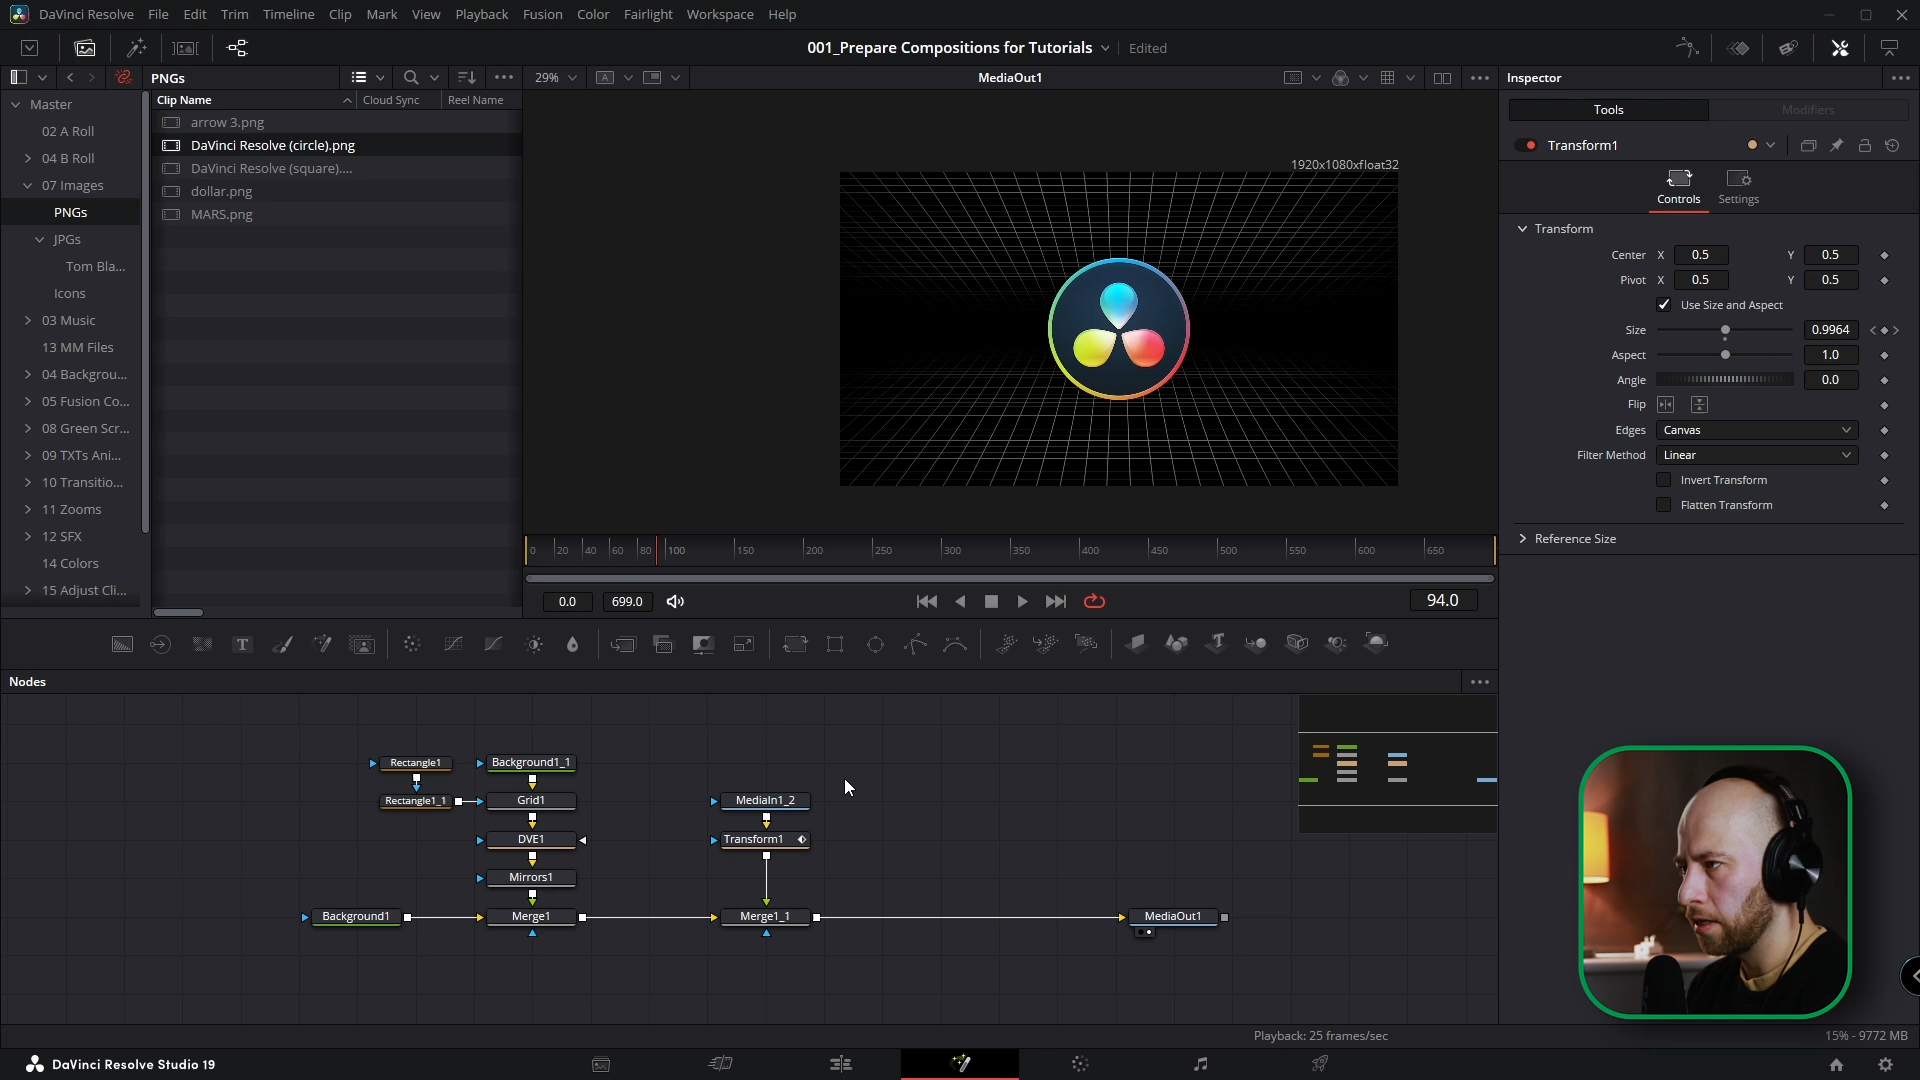 DaVinci Resolve File Edit Trim Timeline Clip Mark View Playback Fusion Color Fairlight Workspace Help
001_Prepare Compositions for Tutorials Edited
PNGs 29% A MediaOut1 Inspector
Clip Name Cloud Sync Reel Name
Master
02 A Roll
04 B Roll
07 Images
PNGs
JPGs
Tom Bla...
Icons
03 Music
13 MM Files
04 Backgrou...
05 Fusion Co...
08 Green Scr...
09 TXTs Ani...
10 Transitio...
11 Zooms
12 SFX
14 Colors
15 Adjust Cli...
arrow 3.png
DaVinci Resolve (circle).png
DaVinci Resolve (square)....
dollar.png
MARS.png
1920x1080xfloat32
0 20 40 60 80 100 150 200 250 300 350 400 450 500 550 600 650
0.0 699.0 94.0
Tools Modifiers
Transform1
Controls Settings
Transform
Center X 0.5 Y 0.5
Pivot X 0.5 Y 0.5
Use Size and Aspect
Size 0.9964
Aspect 1.0
Angle 0.0
Flip
Edges Canvas
Filter Method Linear
Invert Transform
Flatten Transform
Reference Size
T T
Nodes
Rectangle1 Background1_1
Rectangle1_1 Grid1 MediaIn1_2
DVE1 Transform1
Mirrors1
Background1 Merge1 Merge1_1 MediaOut1
Playback: 25 frames/sec 15% - 9772 MB
DaVinci Resolve Studio 19